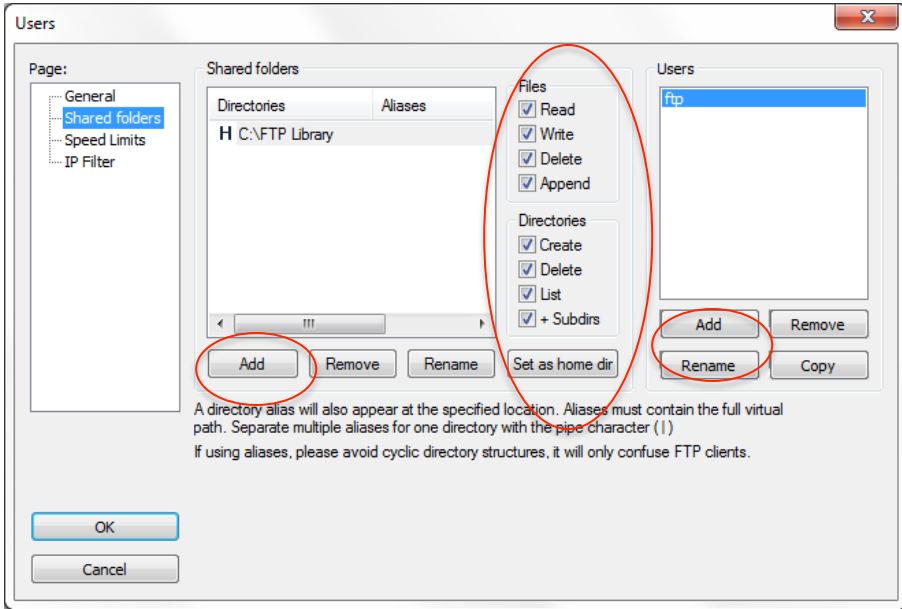 Users
X
Page:
General
Shared folders
Speed Limits
IP Filter
Shared folders
Directories Aliases
H C:\FTP Library
Files
Read
Write
Delete
Append
Directories
Create
Delete
List
+ Subdirs
Add Remove Rename Set as home dir
Users
ftp
Add Remove
Rename Copy
A directory alias will also appear at the specified location. Aliases must contain the full virtual
path. Separate multiple aliases for one directory with the pipe character ( | )
If using aliases, please avoid cyclic directory structures, it will only confuse FTP clients.
OK
Cancel